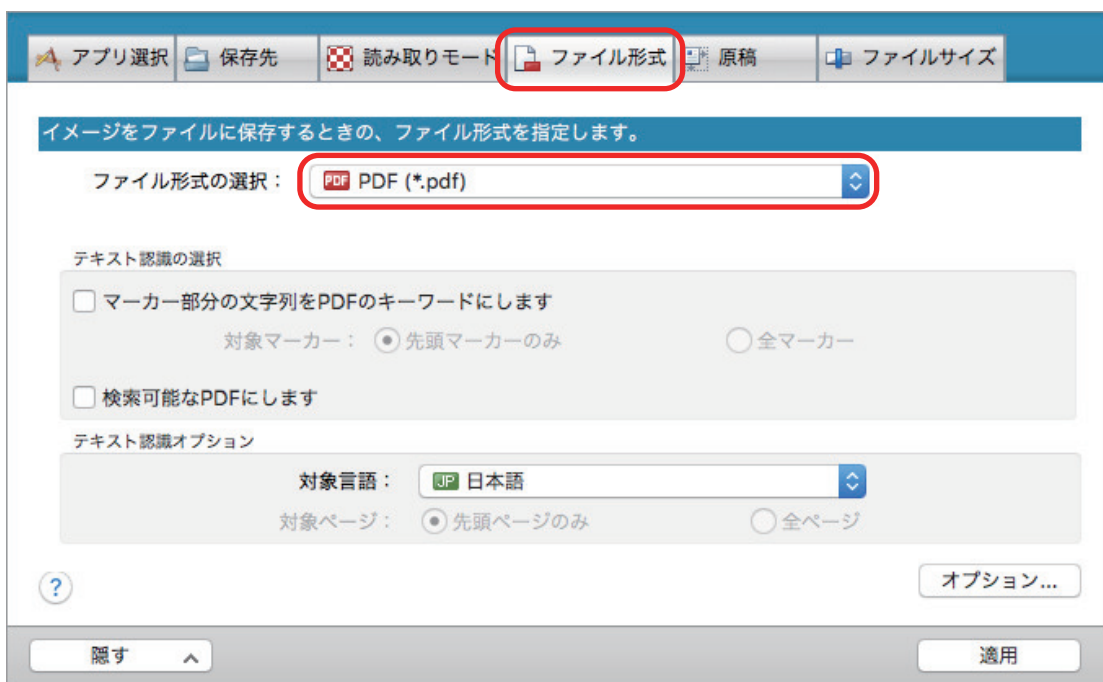 アプリ選択 保存先 読み取りモード ファイル形式 原稿 ファイルサイズ
イメージをファイルに保存するときの、ファイル形式を指定します。
ファイル形式の選択： PDF PDF (*.pdf)
テキスト認識の選択
マーカー部分の文字列をPDFのキーワードにします
対象マーカー： 先頭マーカーのみ 全マーカー
検索可能なPDFにします
テキスト認識オプション
対象言語： JP 日本語
対象ページ： 先頭ページのみ 全ページ
? オプション...
隠す 適用